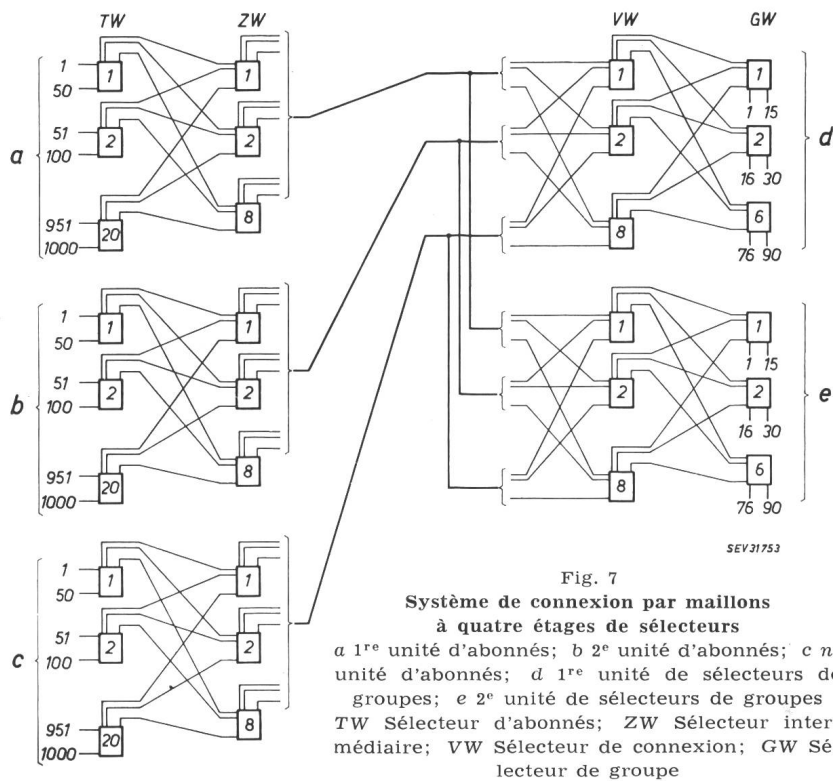 TW ZW VW GW
a
1 1 1
50
51 2 2
100
951 20 8
1000
b
1 1 1
50
51 2 2
100
951 20 8
1000
c
1 1 1
50
51 2 2
100
951 20 8
1000
1 1
1 15
2 2
16 30
8 6
76 90
d
1 1
1 15
2 2
16 30
8 6
76 90
e
SEV31753
Fig. 7
Système de connexion par maillons
à quatre étages de sélecteurs
a 1re unité d'abonnés; b 2e unité d'abonnés; c n
unité d'abonnés; d 1re unité de sélecteurs de
groupes; e 2e unité de sélecteurs de groupes
TW Sélecteur d'abonnés; ZW Sélecteur inter
médiaire; VW Sélecteur de connexion; GW Sé
lecteur de groupe